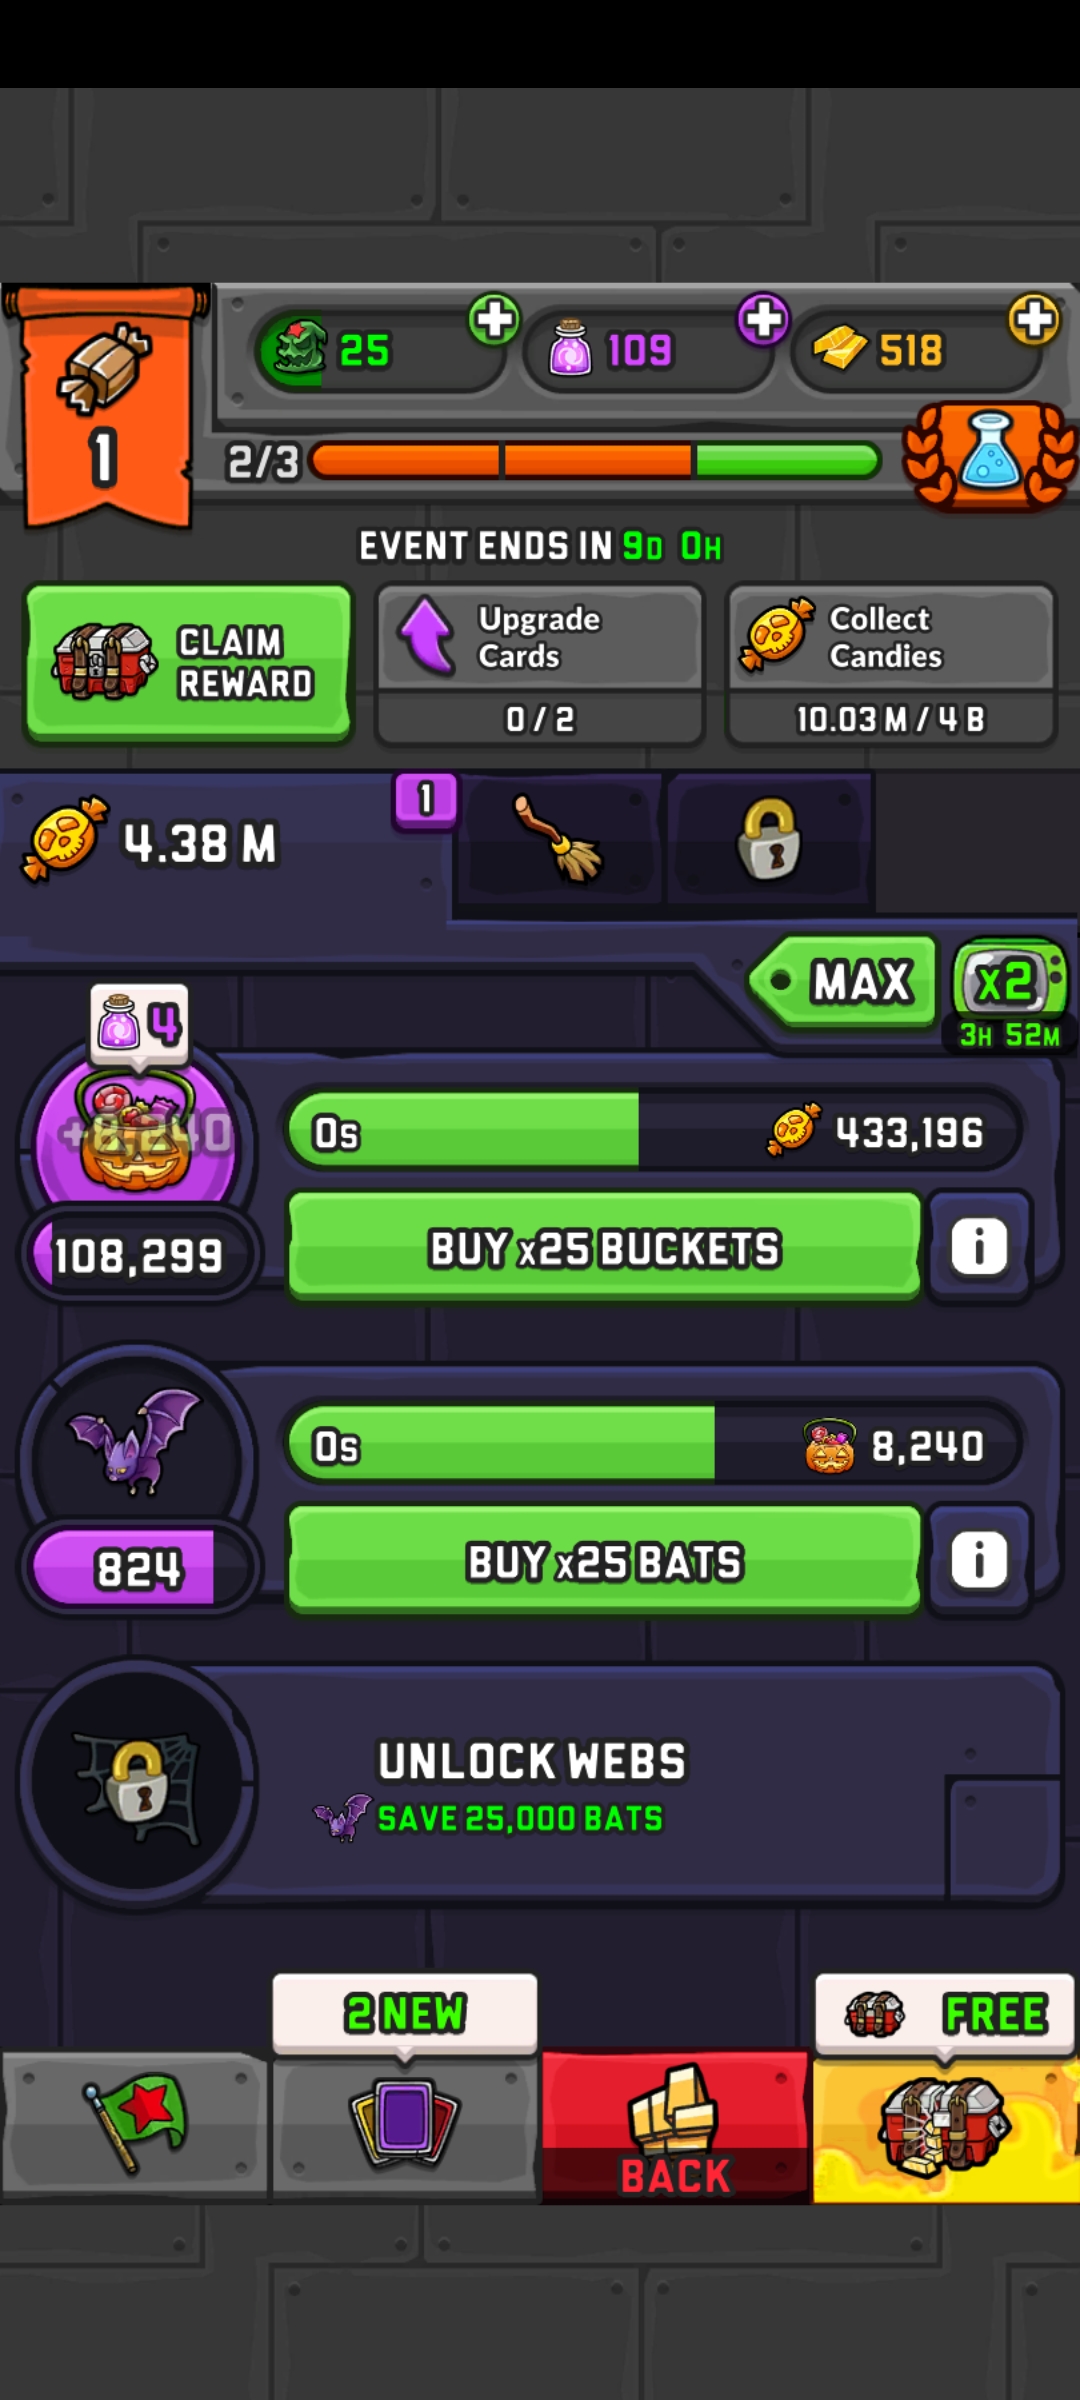 25
109
518
1
2/3
EVENT ENDS IN 9D 0H
CLAIM
REWARD
Upgrade
Cards
0 / 2
Collect
Candies
10.03 M / 4 B
4.38 M
1
MAX
x2
3H 52M
4
+8,240
0s
433,196
108,299
BUY x25 BUCKETS
i
0s
8,240
824
BUY x25 BATS
i
UNLOCK WEBS
SAVE 25,000 BATS
2 NEW
FREE
BACK